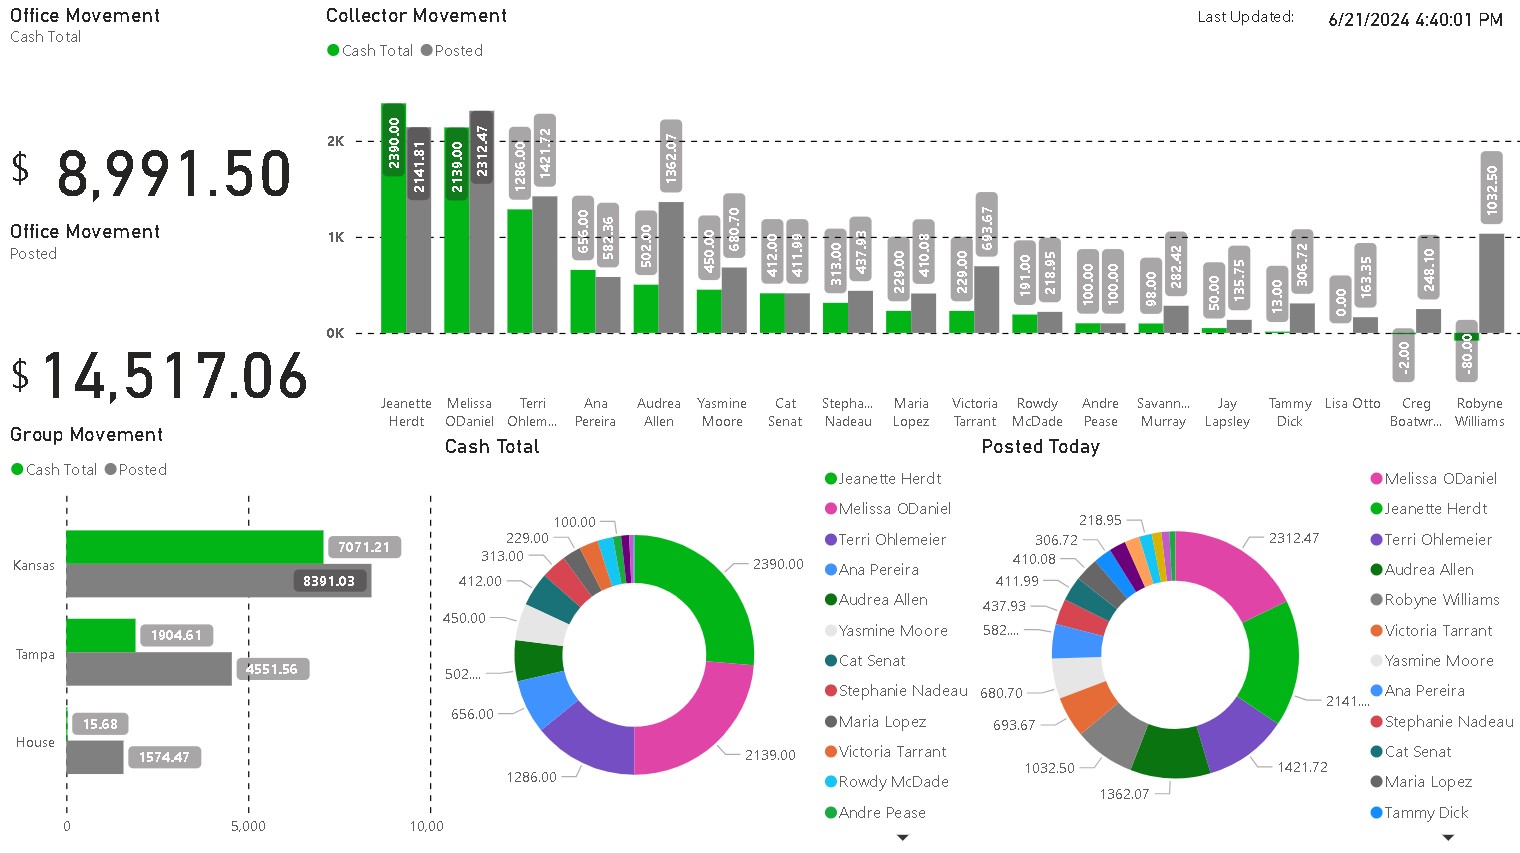 Office Movement
Cash Total
$ 8,991.50
Office Movement
Posted
$ 14,517.06
Collector Movement
Cash Total Posted
Last Updated: 6/21/2024 4:40:01 PM
2K
1K
0K
2390.00
2141.81
2139.00
2312.47
1286.00
1421.72
656.00
582.36
502.00
1362.07
450.00
680.70
412.00
411.99
313.00
437.93
229.00
410.08
229.00
693.67
191.00
218.95
100.00
100.00
98.00
282.42
50.00
135.75
13.00
306.72
0.00
163.35
-2.00
248.10
-80.00
1032.50
Jeanette Herdt
Melissa ODaniel
Terri Ohlem...
Ana Pereira
Audrea Allen
Yasmine Moore
Cat Senat
Stepha... Nadeau
Maria Lopez
Victoria Tarrant
Rowdy McDade
Andre Pease
Savann... Murray
Jay Lapsley
Tammy Dick
Lisa Otto
Creg Boatwr...
Robyne Williams
Group Movement
Cash Total Posted
Kansas
7071.21
8391.03
Tampa
1904.61
4551.56
House
15.68
1574.47
0
5,000
10,00
Cash Total
100.00
229.00
313.00
412.00
450.00
502....
656.00
1286.00
2139.00
2390.00
Jeanette Herdt
Melissa ODaniel
Terri Ohlemeier
Ana Pereira
Audrea Allen
Yasmine Moore
Cat Senat
Stephanie Nadeau
Maria Lopez
Victoria Tarrant
Rowdy McDade
Andre Pease
Posted Today
218.95
306.72
410.08
411.99
437.93
582....
680.70
693.67
1032.50
1362.07
1421.72
2141....
2312.47
Melissa ODaniel
Jeanette Herdt
Terri Ohlemeier
Audrea Allen
Robyne Williams
Victoria Tarrant
Yasmine Moore
Ana Pereira
Stephanie Nadeau
Cat Senat
Maria Lopez
Tammy Dick